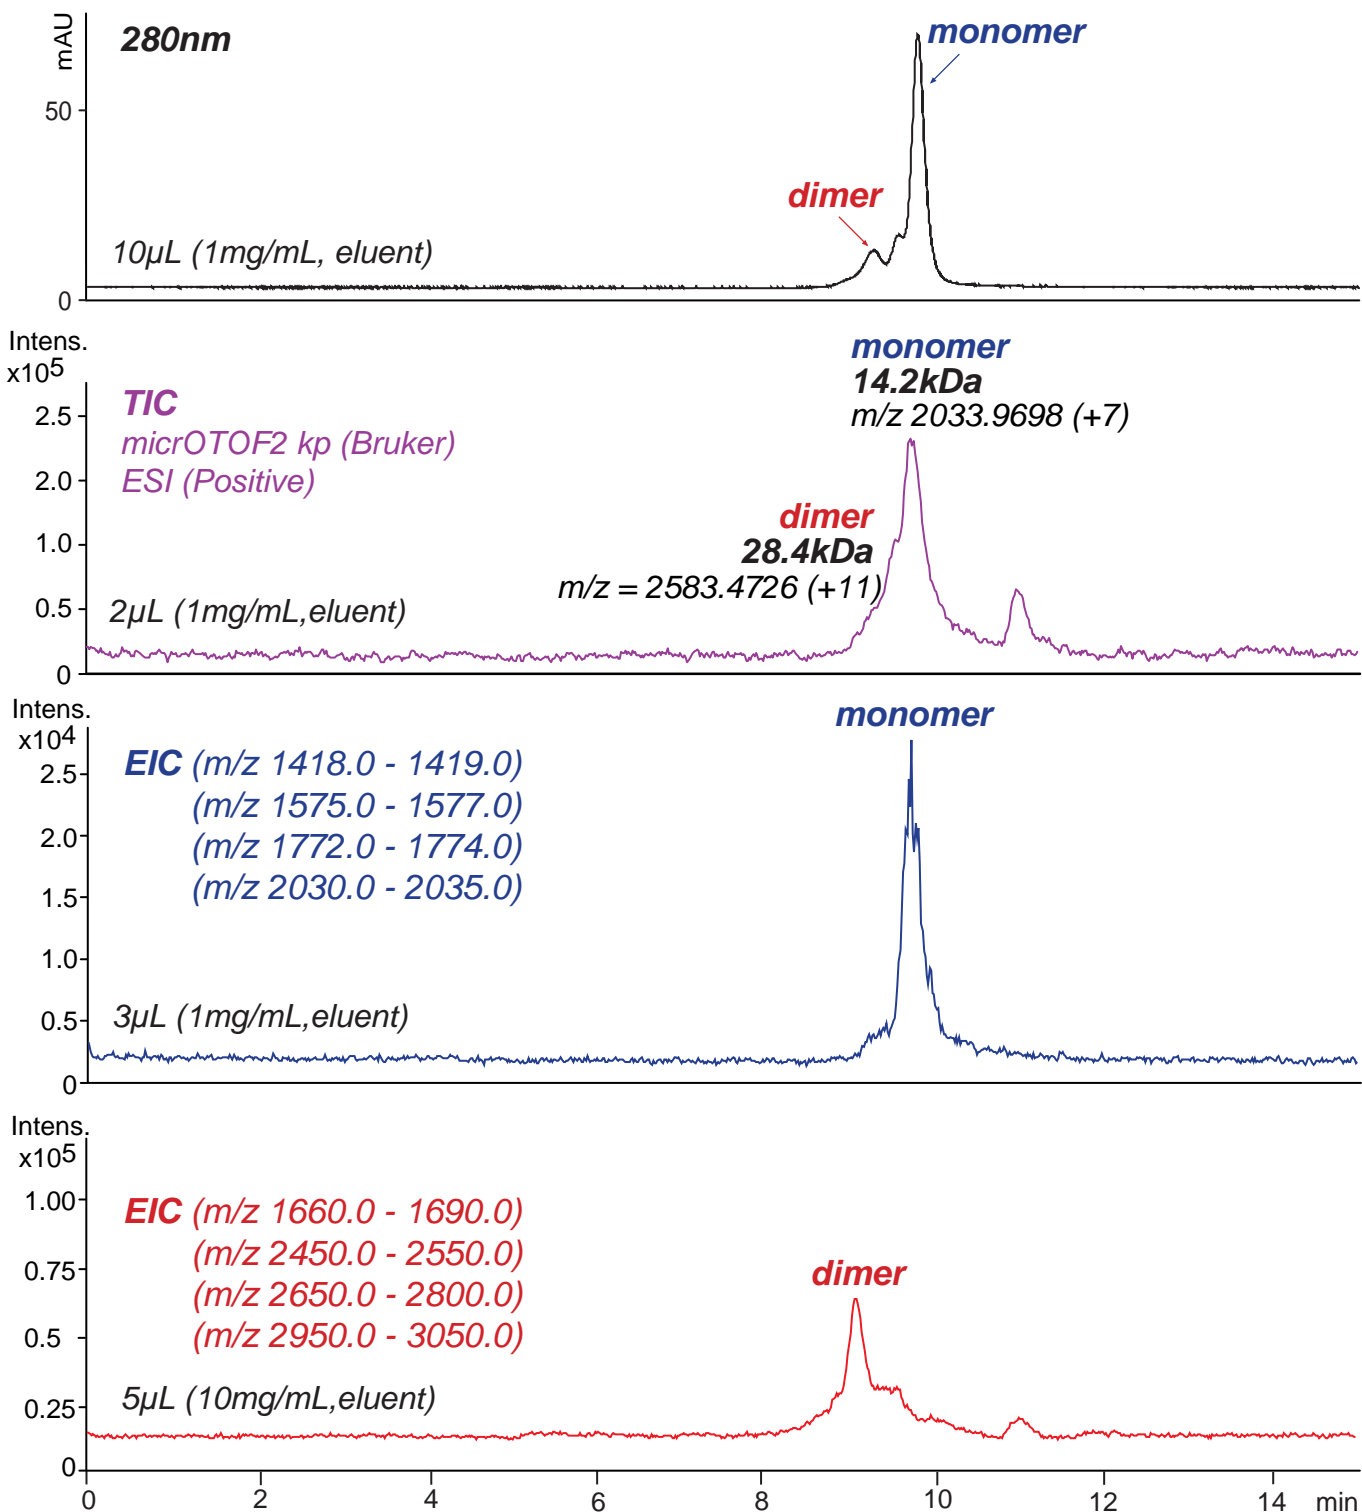 mAU
280nm
monomer
50
dimer
10µL (1mg/mL, eluent)
0
Intens.
x10⁵
monomer
14.2kDa
m/z 2033.9698 (+7)
TIC
micrOTOF2 kp (Bruker)
ESI (Positive)
2.5
2.0
1.0
0.5
0
dimer
28.4kDa
m/z = 2583.4726 (+11)
2µL (1mg/mL,eluent)
Intens.
x10⁴
monomer
EIC (m/z 1418.0 - 1419.0)
(m/z 1575.0 - 1577.0)
(m/z 1772.0 - 1774.0)
(m/z 2030.0 - 2035.0)
2.5
2.0
1.5
1.0
0.5
0
3µL (1mg/mL,eluent)
Intens.
x10⁵
EIC (m/z 1660.0 - 1690.0)
(m/z 2450.0 - 2550.0)
(m/z 2650.0 - 2800.0)
(m/z 2950.0 - 3050.0)
dimer
1.00
0.75
0.5
0.25
0
5µL (10mg/mL,eluent)
0 2 4 6 8 10 12 14 min